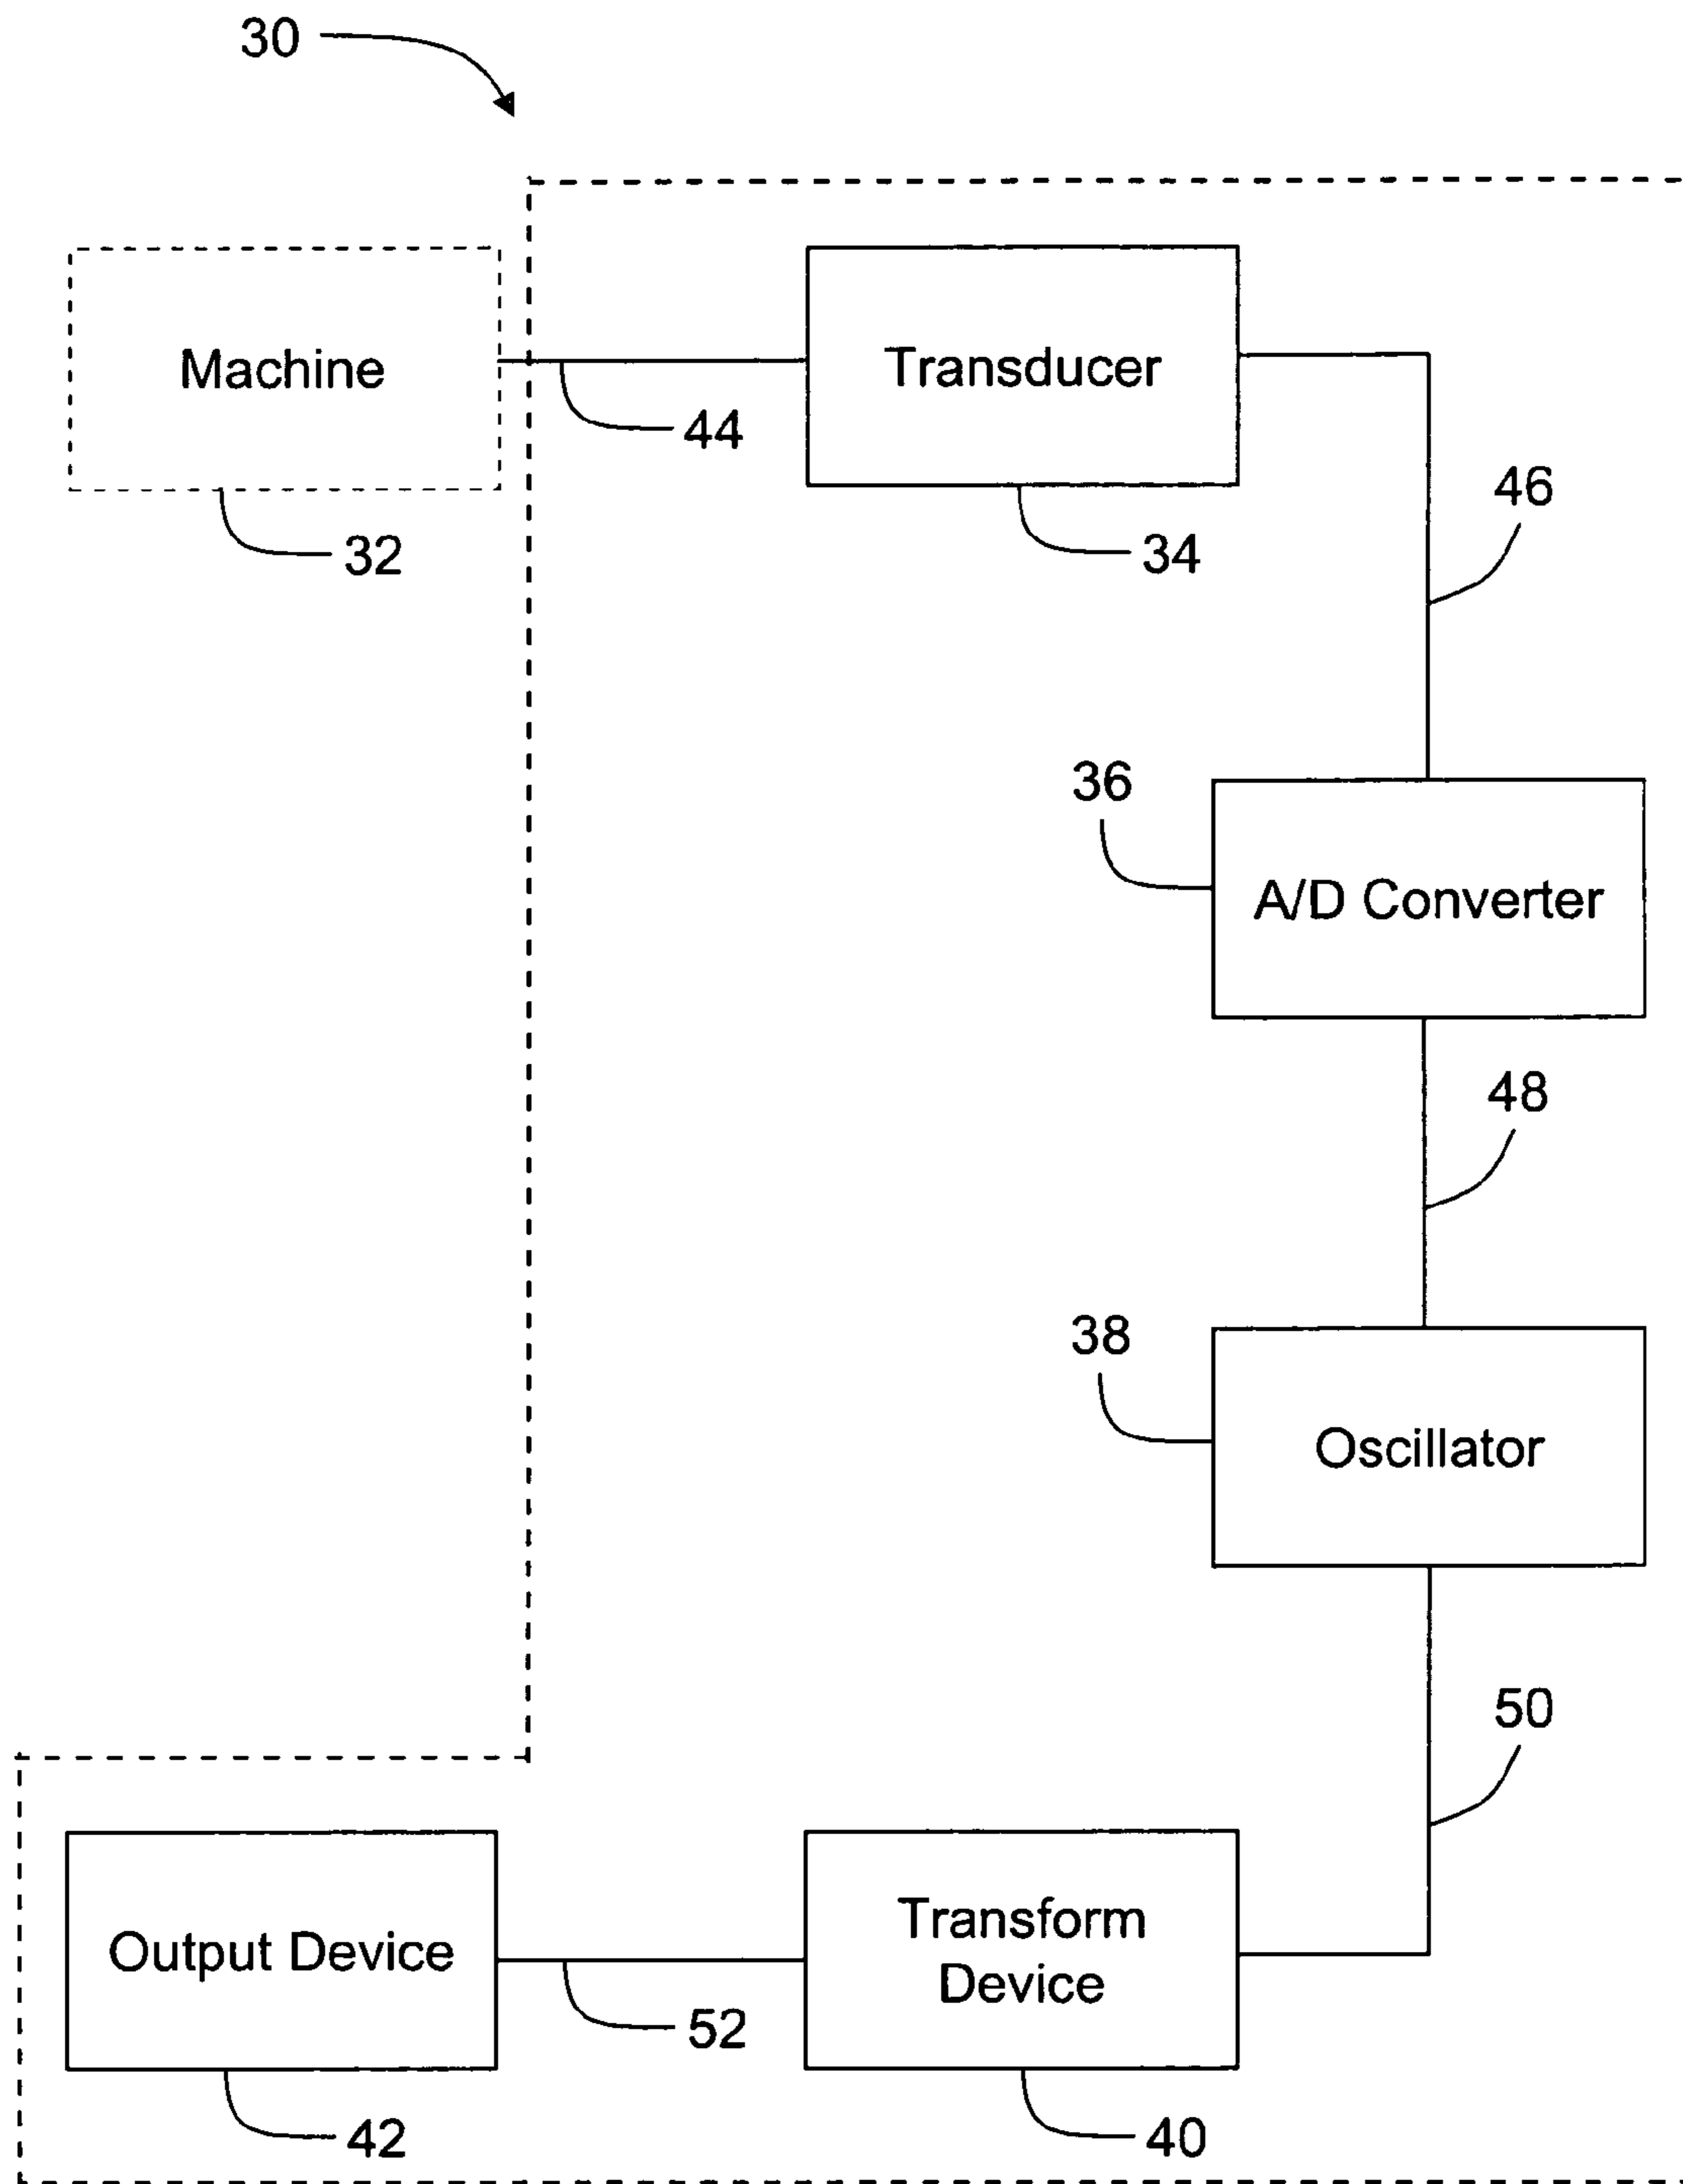 30
Machine
Transducer
44
46
32
34
36
A/D Converter
48
38
Oscillator
50
Output Device
Transform
Device
52
42
40